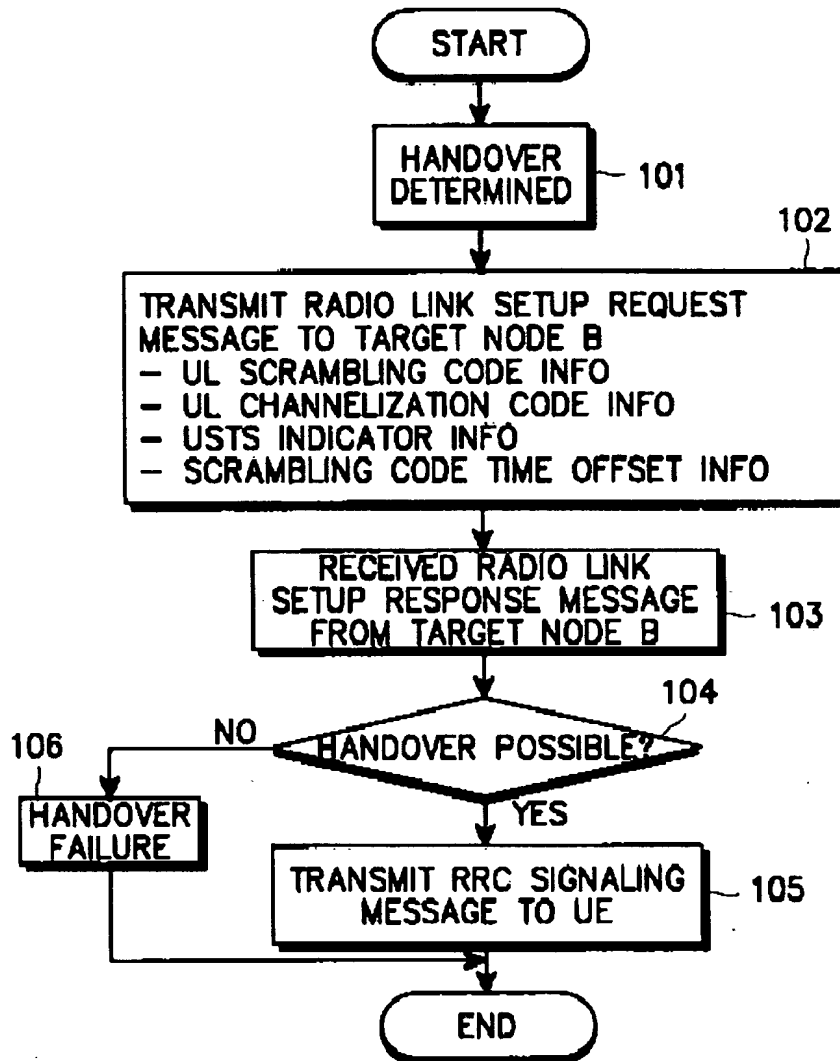 START
HANDOVER
DETERMINED
101
102
TRANSMIT RADIO LINK SETUP REQUEST
MESSAGE TO TARGET NODE B
– UL SCRAMBLING CODE INFO
– UL CHANNELIZATION CODE INFO
– USTS INDICATOR INFO
– SCRAMBLING CODE TIME OFFSET INFO
RECEIVED RADIO LINK
SETUP RESPONSE MESSAGE
FROM TARGET NODE B
103
104
HANDOVER POSSIBLE?
NO
YES
106
HANDOVER
FAILURE
TRANSMIT RRC SIGNALING
MESSAGE TO UE
105
END